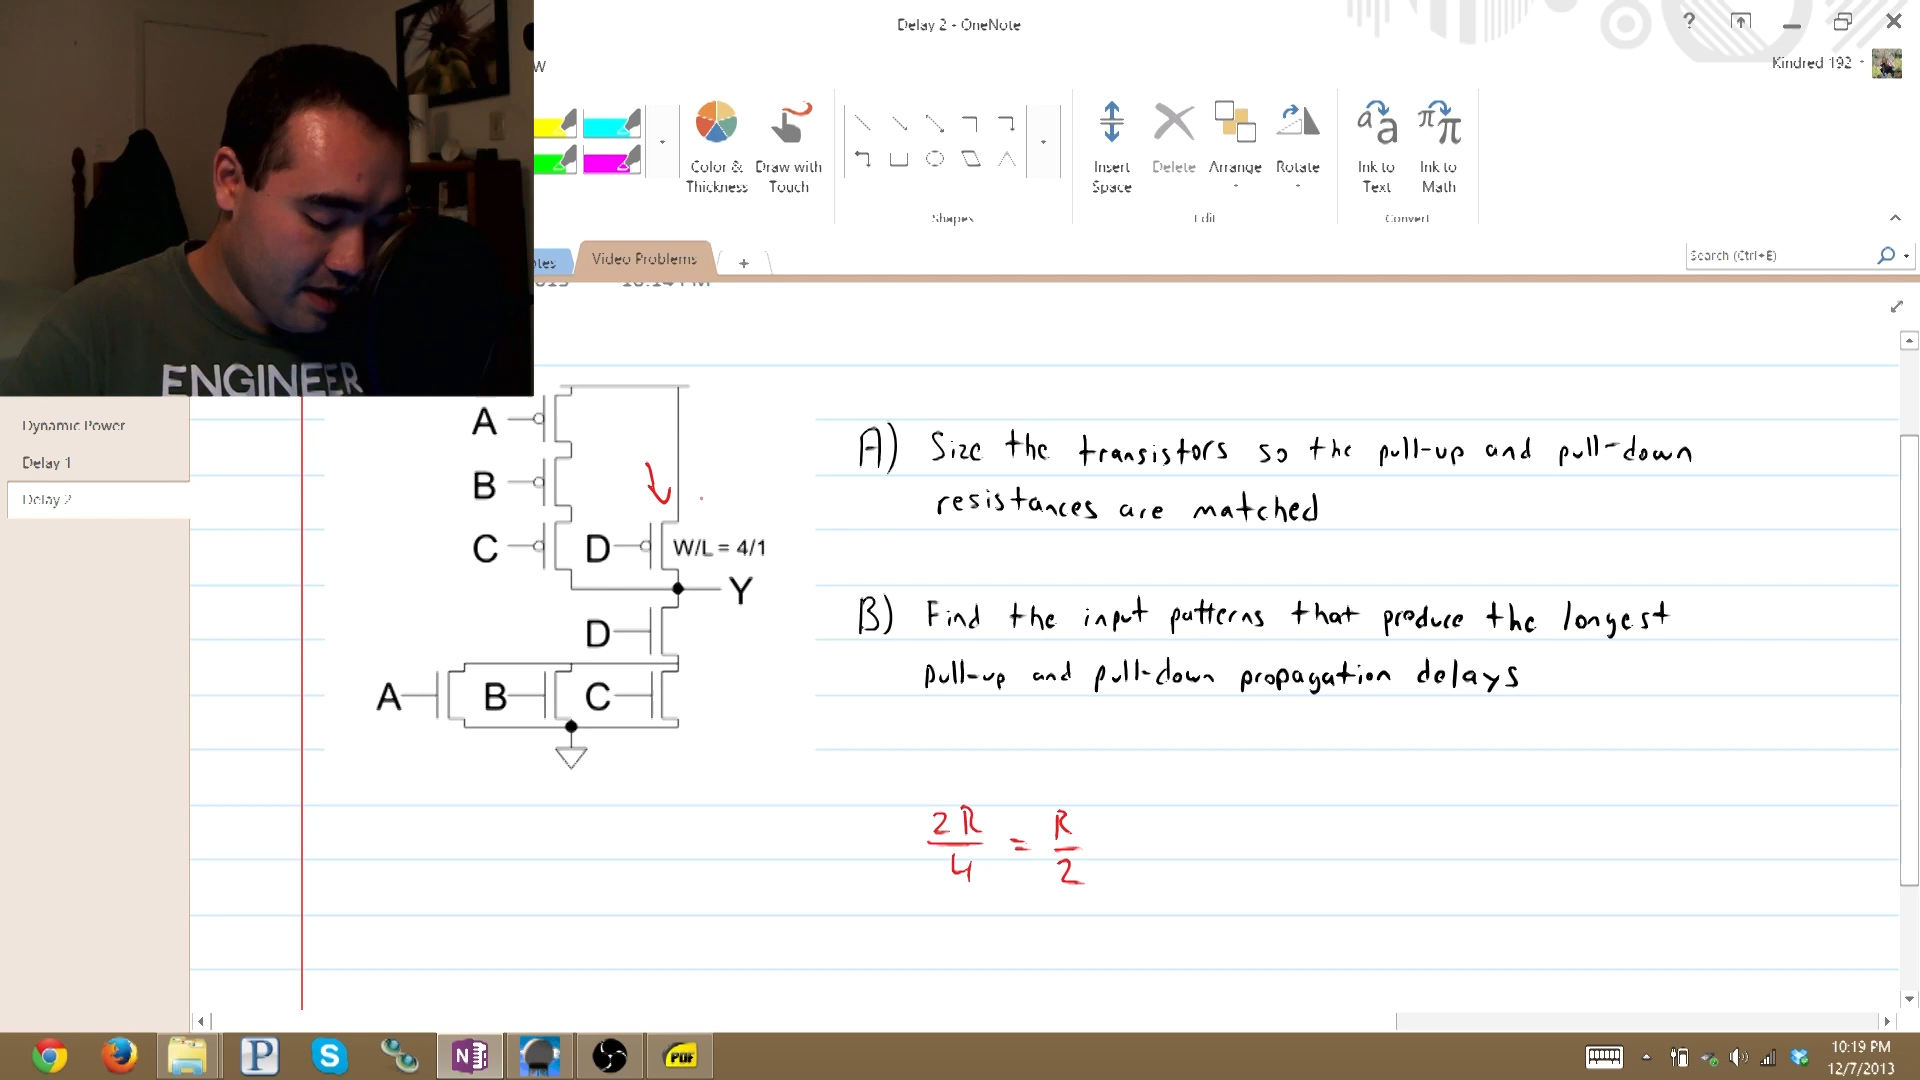 Delay 2 - OneNote
W
Kindred 192
Color & Thickness
Draw with Touch
Insert Space
Delete
Arrange
Rotate
Ink to Text
Ink to Math
Shapes
Edit
Convert
Video Problems
+
Search (Ctrl+E)
ENGINEER
Dynamic Power
Delay 1
Delay 2
A
B
C
D
W/L = 4/1
Y
D
A
B
C
A) Size the transistors so the pull-up and pull-down
resistances are matched
B) Find the input patterns that produce the longest
pull-up and pull-down propagation delays
2R/4 = R/2
PDF
10:19 PM
12/7/2013